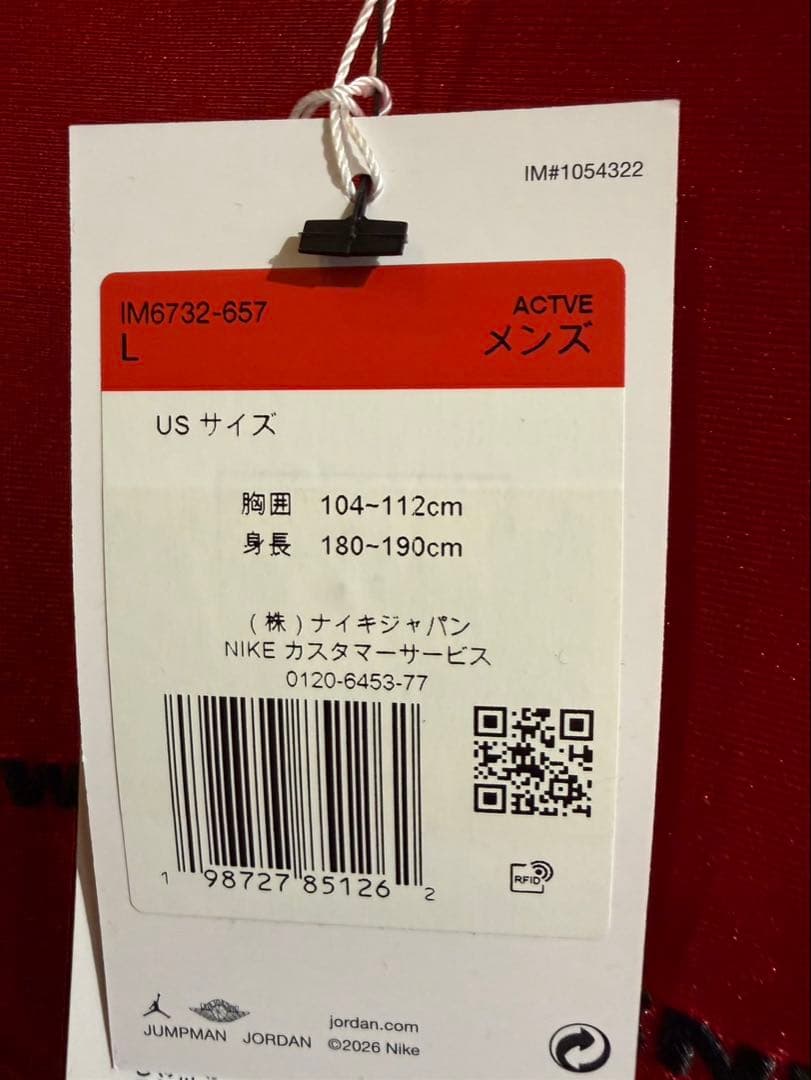 IM#1054322
IM6732-657
ACTVE
L
メンズ
US サイズ
胸囲 104~112cm
身長 180~190cm
(株)ナイキジャパン
NIKE カスタマーサービス
0120-6453-77
1 98727 85126 2
RFID
JUMPMAN JORDAN
jordan.com
©2026 Nike